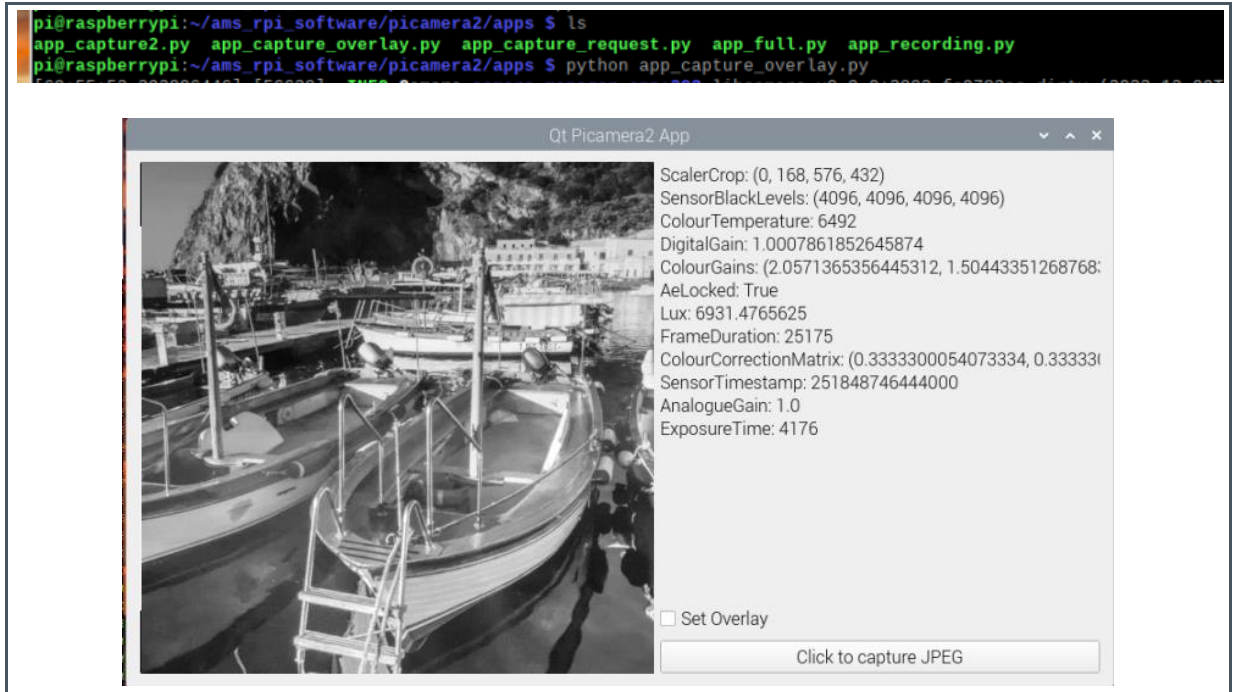 pi@raspberrypi:~/ams_rpi_software/picamera2/apps $ ls
app_capture2.py app_capture_overlay.py app_capture_request.py app_full.py app_recording.py
pi@raspberrypi:~/ams_rpi_software/picamera2/apps $ python app_capture_overlay.py
Qt Picamera2 App
ScalerCrop: (0, 168, 576, 432)
SensorBlackLevels: (4096, 4096, 4096, 4096)
ColourTemperature: 6492
DigitalGain: 1.0007861852645874
ColourGains: (2.0571365356445312, 1.50443351268768
AeLocked: True
Lux: 6931.4765625
FrameDuration: 25175
ColourCorrectionMatrix: (0.3333300054073334, 0.33333
SensorTimestamp: 251848746444000
AnalogueGain: 1.0
ExposureTime: 4176
Set Overlay
Click to capture JPEG